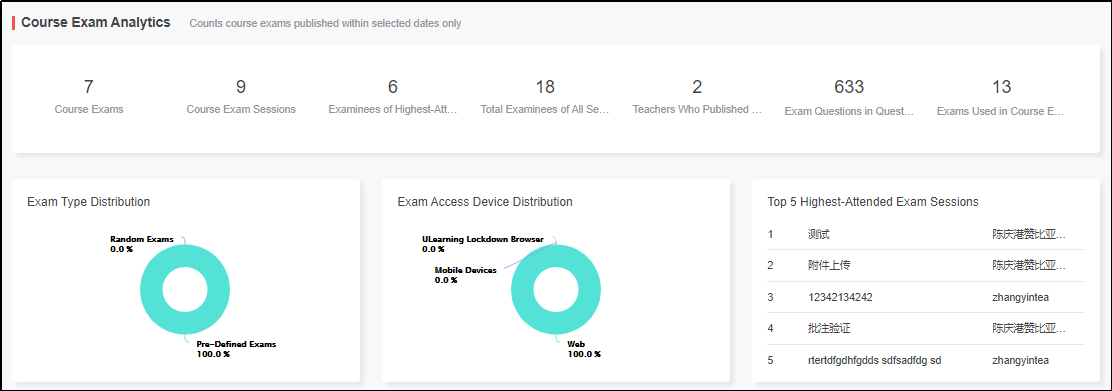 Course Exam Analytics Counts course exams published within selected dates only
7 9 6 18 2 633 13
Course Exams Course Exam Sessions Examinees of Highest-Att... Total Examinees of All Se... Teachers Who Published ... Exam Questions in Quest... Exams Used in Course E...
Exam Type Distribution
Random Exams
0.0 %
Pre-Defined Exams
100.0 %
Exam Access Device Distribution
ULearning Lockdown Browser
0.0 %
Mobile Devices
0.0 %
Web
100.0 %
Top 5 Highest-Attended Exam Sessions
1 测试 陈庆港赞比亚...
2 附件上传 陈庆港赞比亚...
3 12342134242 zhangyintea
4 批注验证 陈庆港赞比亚...
5 rtertdfgdhfgdds sdfsadfdg sd zhangyintea